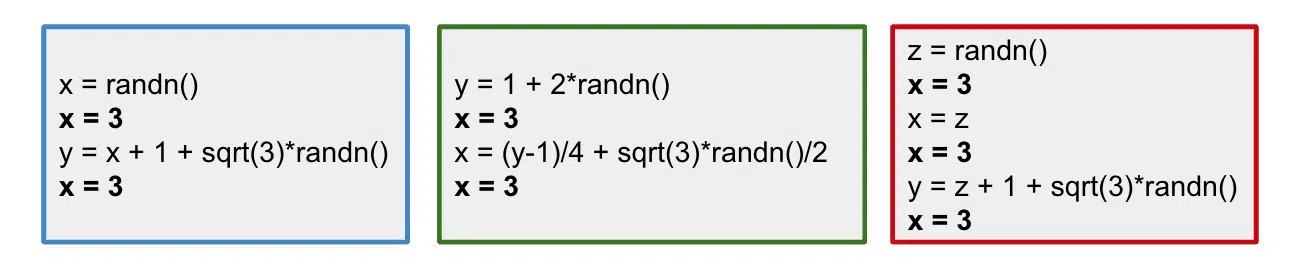 x = randn()
x = 3
y = x + 1 + sqrt(3)*randn()
x = 3
y = 1 + 2*randn()
x = 3
x = (y-1)/4 + sqrt(3)*randn()/2
x = 3
z = randn()
x = 3
x = z
x = 3
y = z + 1 + sqrt(3)*randn()
x = 3